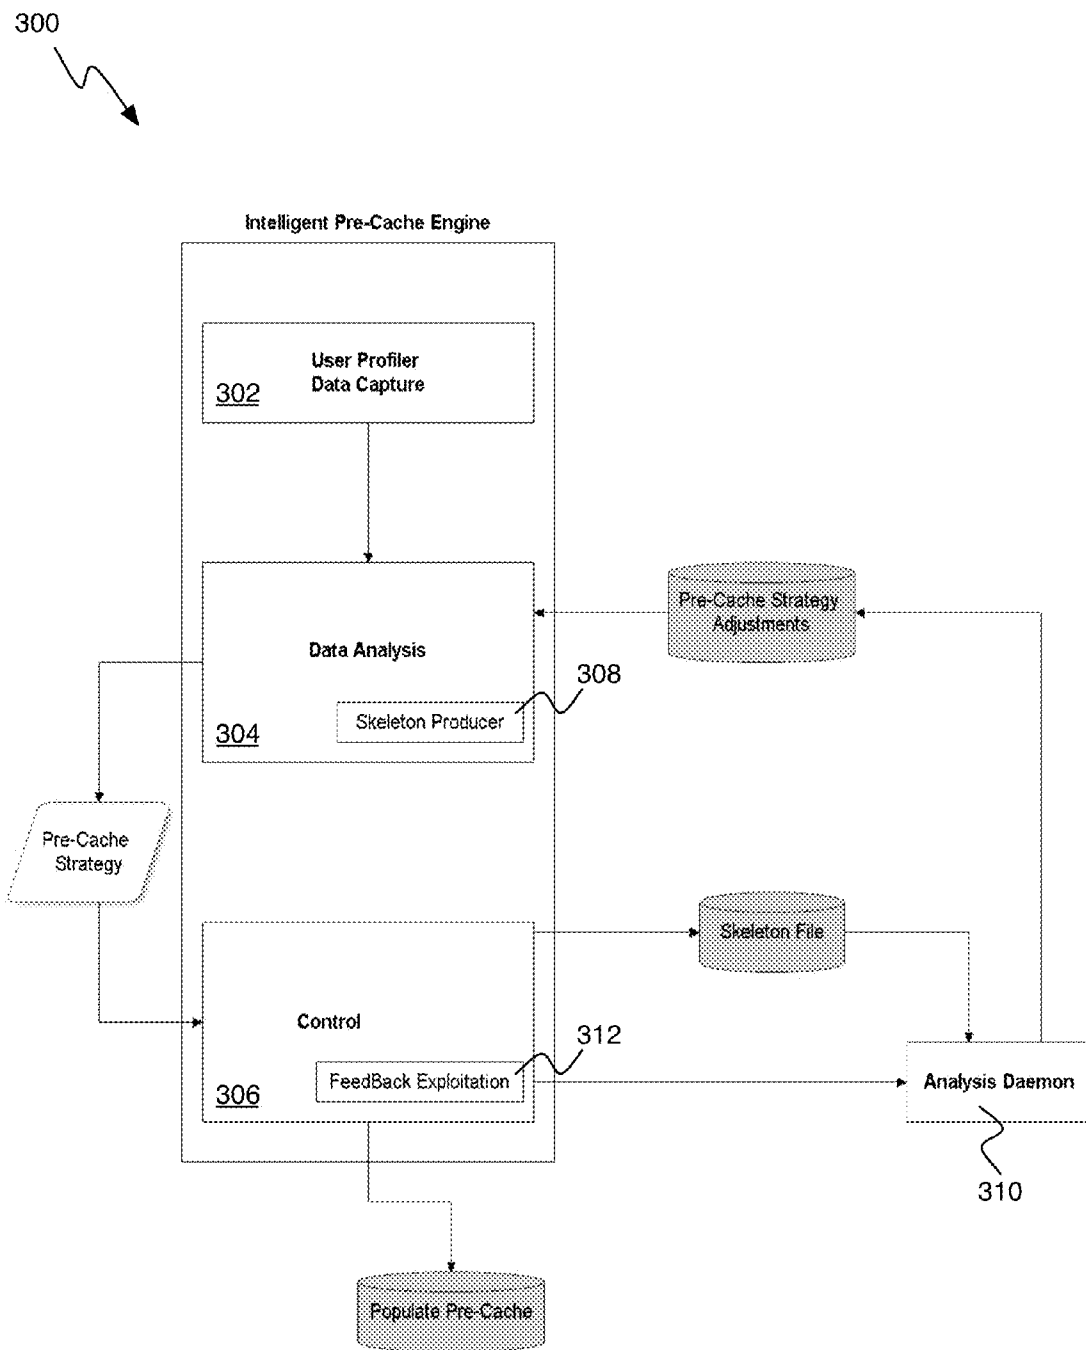 300
Intelligent Pre-Cache Engine
User Profiler
Data Capture
302
Pre-Cache Strategy
Adjustments
Data Analysis
308
Skeleton Producer
304
Pre-Cache
Strategy
Skeleton File
Control
312
FeedBack Exploitation
306
Analysis Daemon
310
Populate Pre-Cache